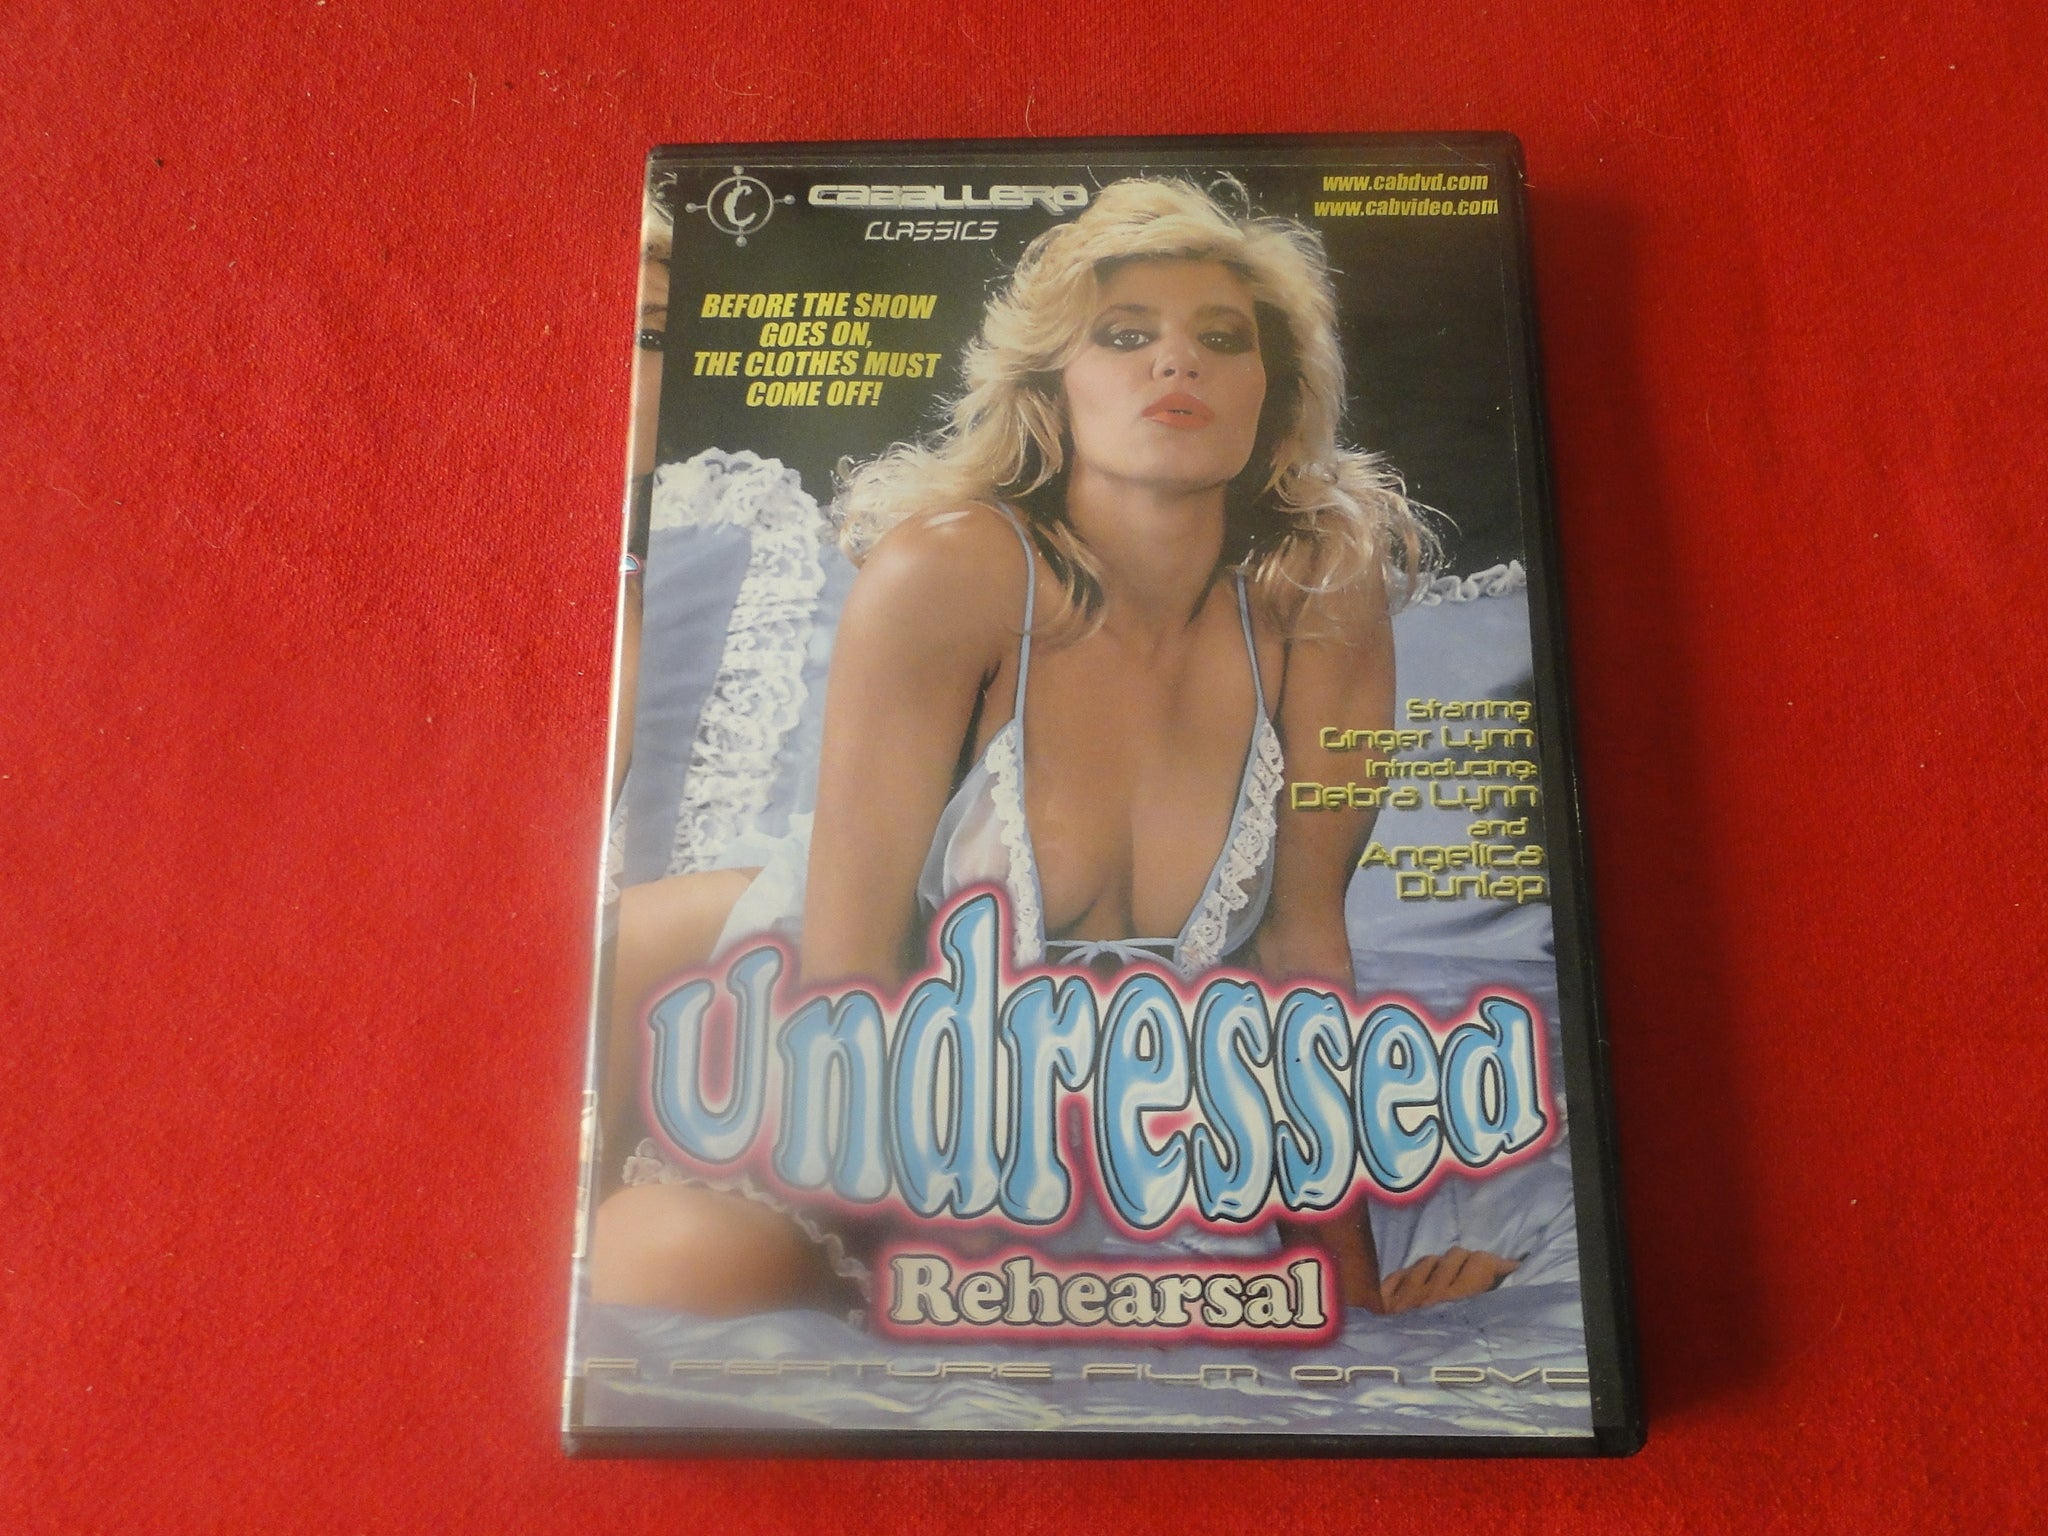 CABALLERO
CLASSICS
www.cabdvd.com
www.cabvideo.com
BEFORE THE SHOW
GOES ON,
THE CLOTHES MUST
COME OFF!
Starring
Ginger Lynn
Introducing:
Debra Lynn
and
Angelica
Dunlap
Undressed
Rehearsal
A FEATURE FILM ON DVD